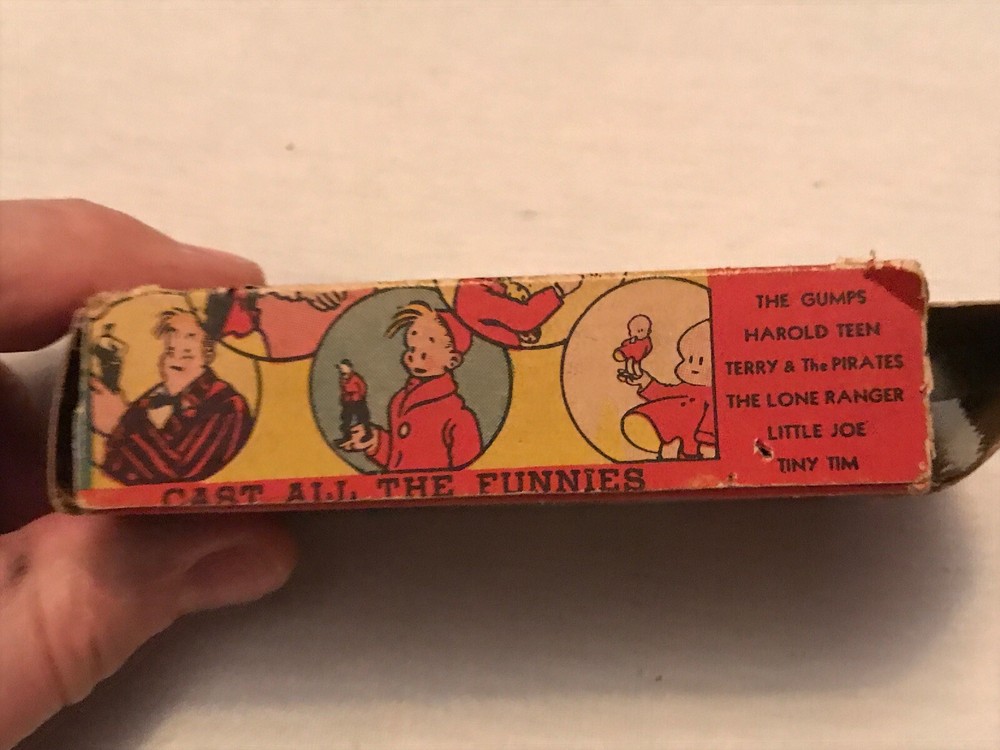 THE GUMPS
HAROLD TEEN
TERRY & The PIRATES
THE LONE RANGER
LITTLE JOE
TINY TIM
CAST ALL THE FUNNIES